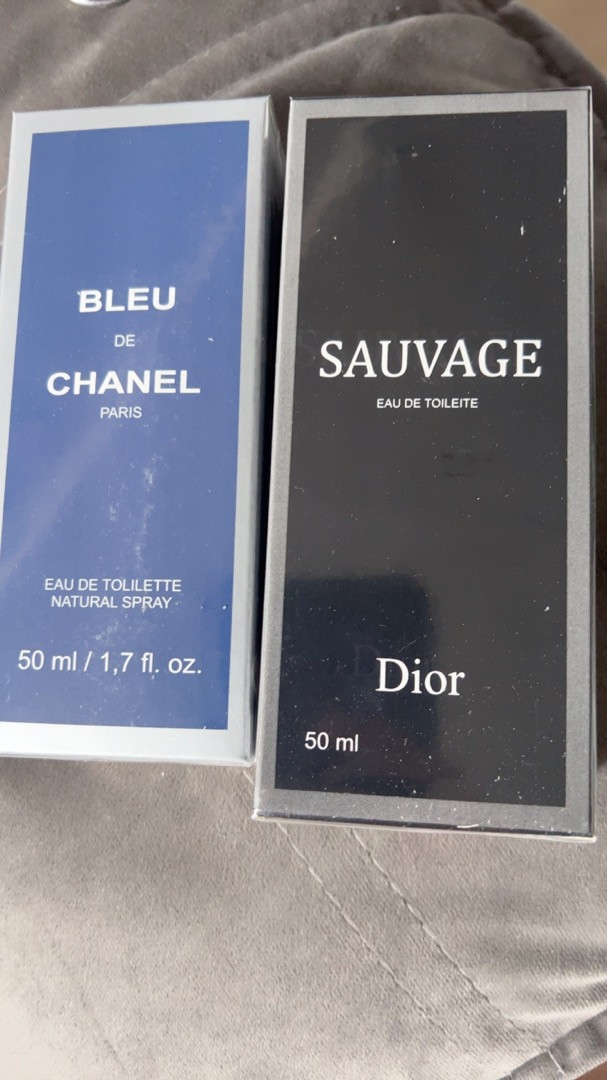 BLEU
DE
CHANEL
PARIS
EAU DE TOLILETTE
NATURAL SPRAY
50 ml / 1,7 fl. oz.
SAUVAGE
EAU DE TOILEITE
Dior
50 ml